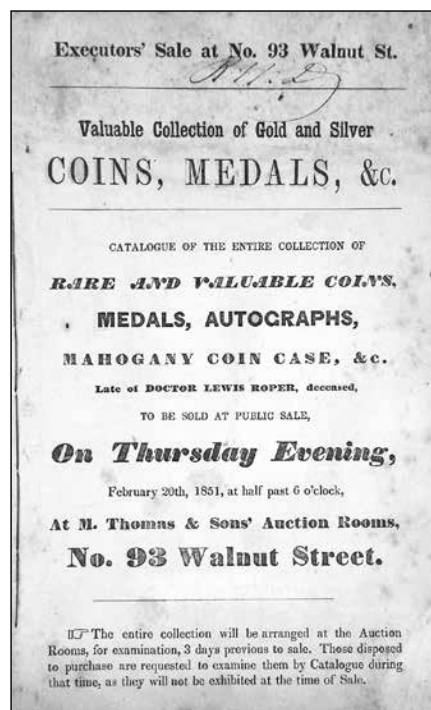 Executors' Sale at No. 93 Walnut St.
Valuable Collection of Gold and Silver
COINS, MEDALS, &c.
CATALOGUE OF THE ENTIRE COLLECTION OF
RARE AND VALUABLE COINS,
MEDALS, AUTOGRAPHS,
MAHOGANY COIN CASE, &c.
Late of DOCTOR LEWIS ROPER, deceased,
TO BE SOLD AT PUBLIC SALE,
On Thursday Evening,
February 20th, 1851, at half past 6 o'clock,
At M. Thomas & Sons' Auction Rooms,
No. 93 Walnut Street.
☞ The entire collection will be arranged at the Auction
Rooms, for examination, 3 days previous to sale. Those disposed
to purchase are requested to examine them by Catalogue during
that time, as they will not be exhibited at the time of Sale.